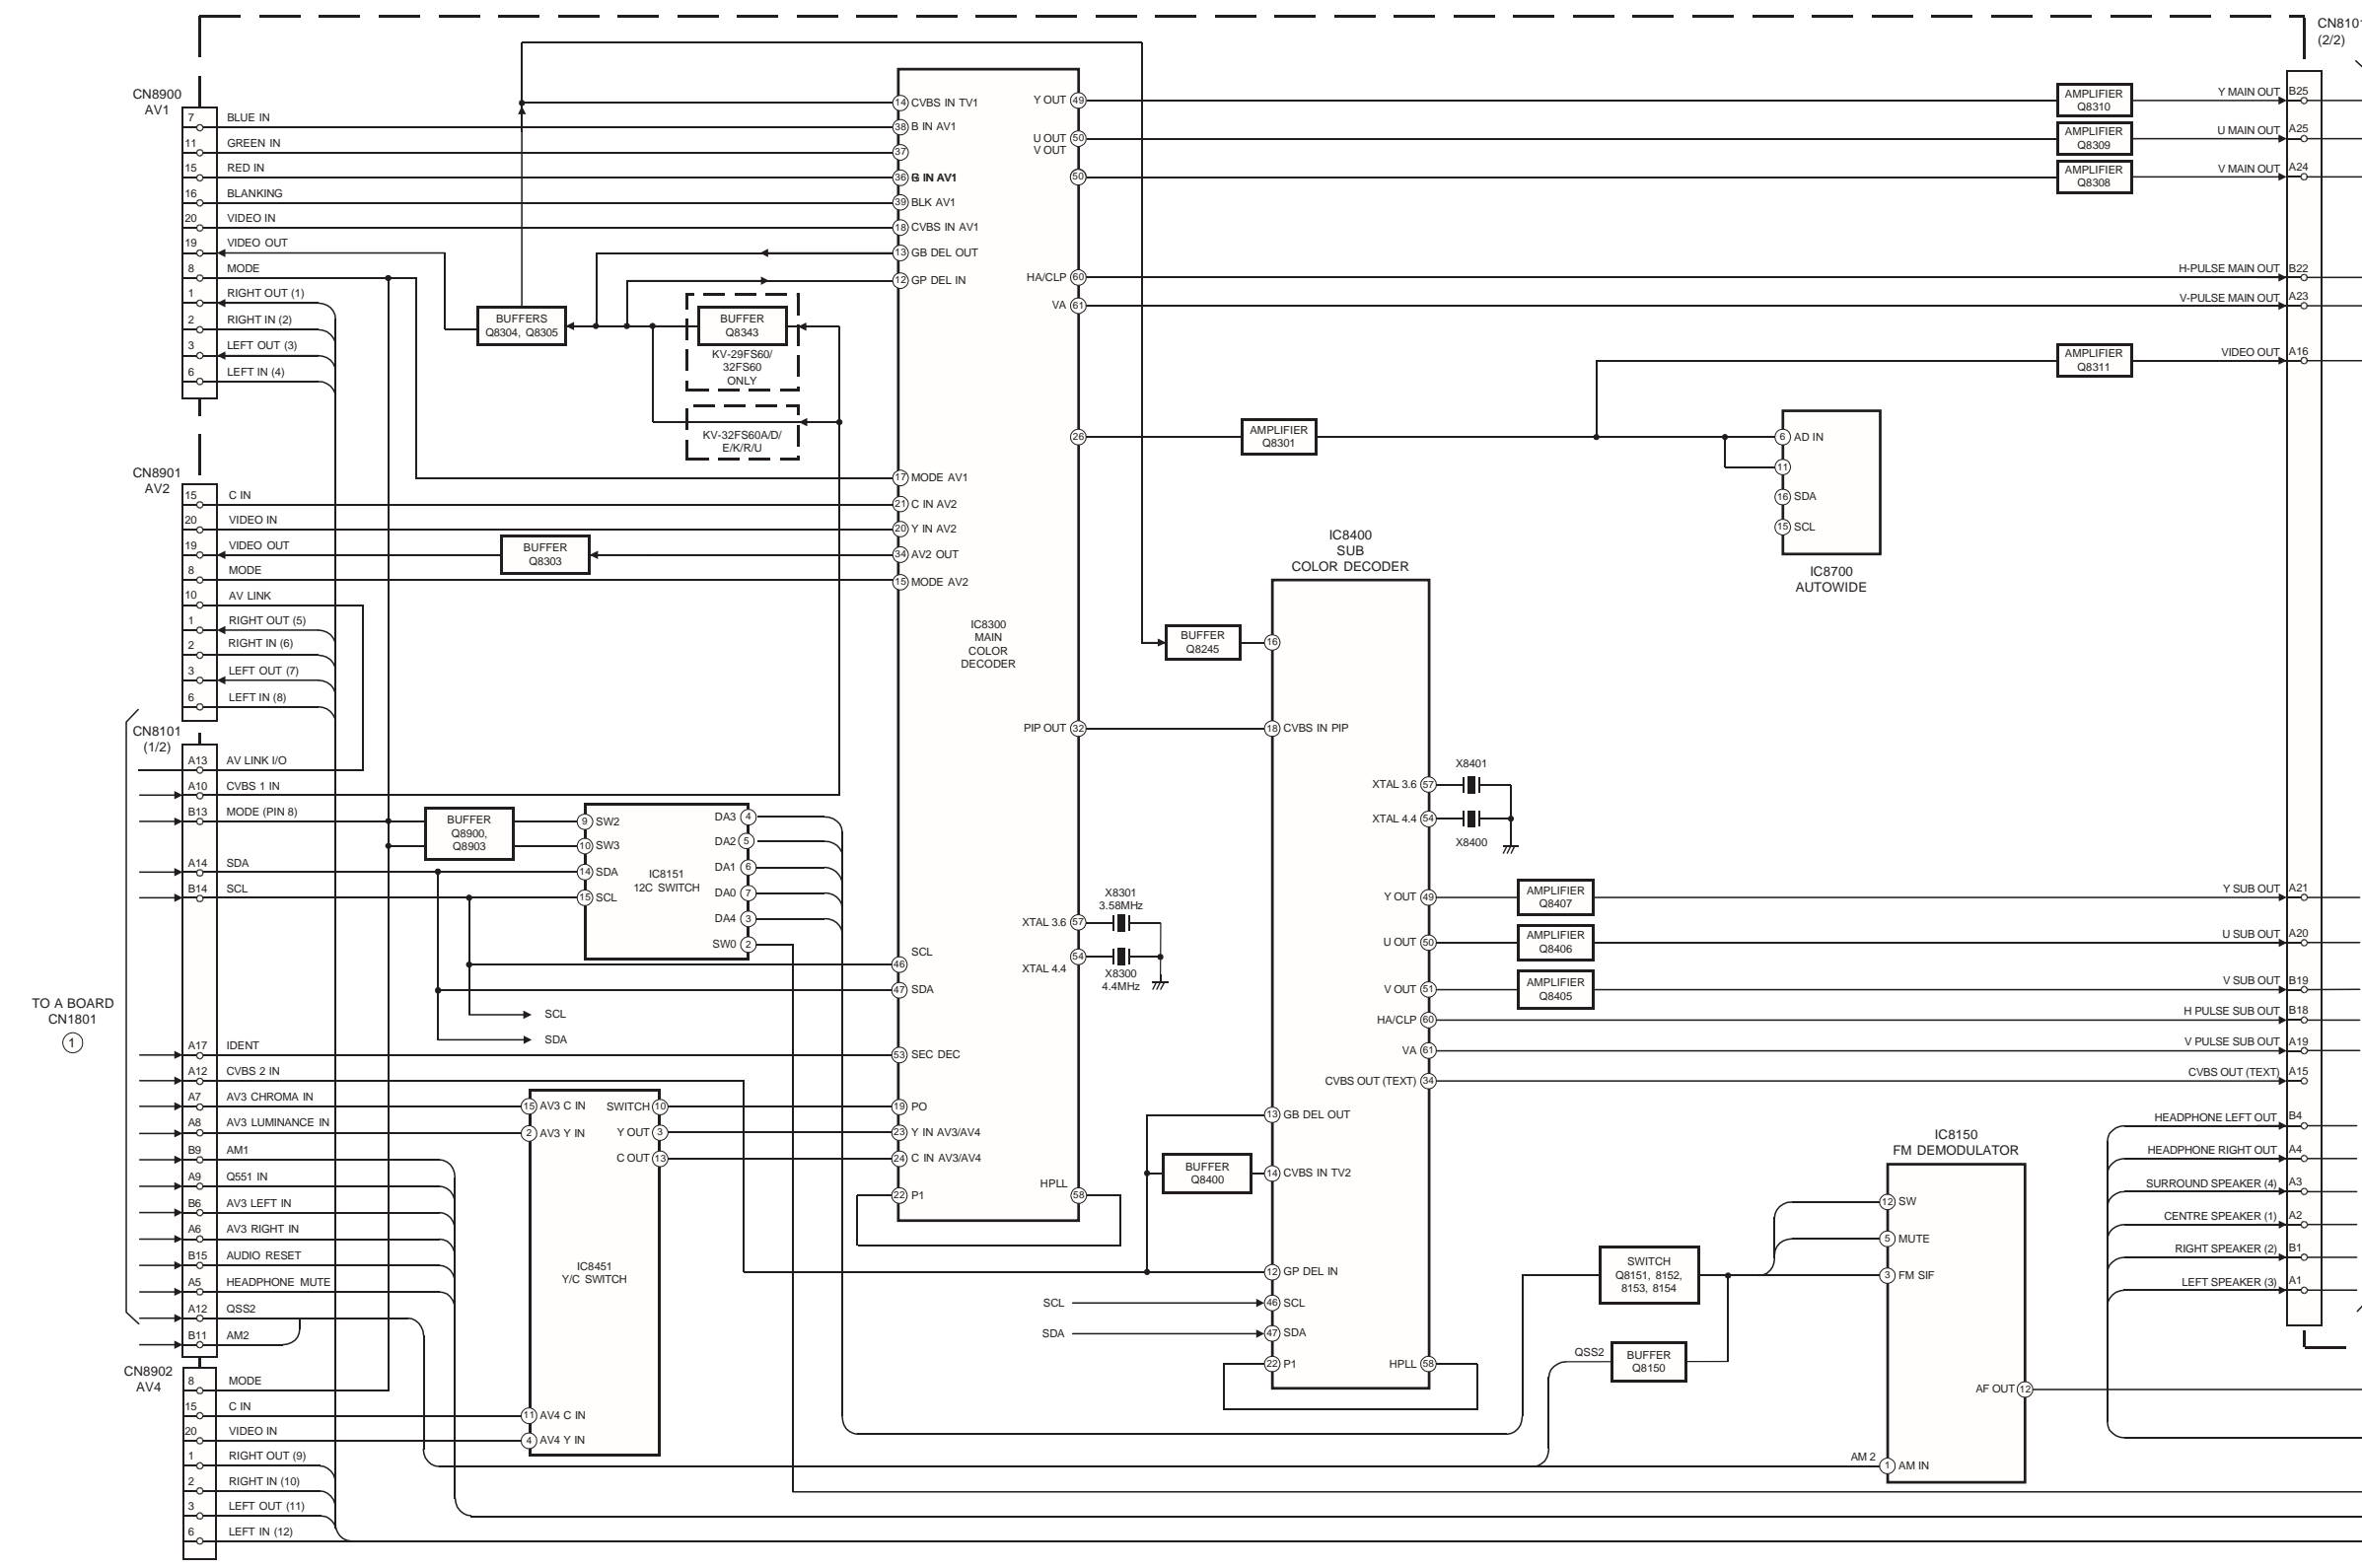 CN8101
(2/2)
CN8900
AV1
7 BLUE IN
11 GREEN IN
15 RED IN
16 BLANKING
20 VIDEO IN
19 VIDEO OUT
8 MODE
1 RIGHT OUT (1)
2 RIGHT IN (2)
3 LEFT OUT (3)
6 LEFT IN (4)
BUFFERS
Q8304, Q8305
BUFFER
Q8343
KV-29FS60/
32FS60
ONLY
KV-32FS60A/D/
E/K/R/U
14 CVBS IN TV1
38 B IN AV1
37
36 IN AV1
39 BLK AV1
18 CVBS IN AV1
13 GB DEL OUT
12 GP DEL IN
17 MODE AV1
21 C IN AV2
20 Y IN AV2
34 AV2 OUT
15 MODE AV2
IC8300
MAIN
COLOR
DECODER
SCL
46
47 SDA
53 SEC DEC
19 PO
23 Y IN AV3/AV4
24 C IN AV3/AV4
22 P1
Y OUT 49
U OUT 50
V OUT
50
HA/CLP 60
VA 61
26
PIP OUT 32
XTAL 3.6 57
54
XTAL 4.4
HPLL
58
X8301
3.58MHz
X8300
4.4MHz
CN8901
AV2
15 C IN
20 VIDEO IN
19 VIDEO OUT
8 MODE
10 AV LINK
1 RIGHT OUT (5)
2 RIGHT IN (6)
3 LEFT OUT (7)
6 LEFT IN (8)
BUFFER
Q8303
CN8101
(1/2)
A13 AV LINK I/O
A10 CVBS 1 IN
B13 MODE (PIN 8)
A14 SDA
B14 SCL
A17 IDENT
A12 CVBS 2 IN
A7 AV3 CHROMA IN
A8 AV3 LUMINANCE IN
B9 AM1
A9 Q551 IN
B6 AV3 LEFT IN
A6 AV3 RIGHT IN
B15 AUDIO RESET
A5 HEADPHONE MUTE
A12 QSS2
B11 AM2
TO A BOARD
CN1801
1
BUFFER
Q8900,
Q8903
9 SW2
10 SW3
14 SDA
15 SCL
IC8151
12C SWITCH
DA3 4
DA2 5
DA1 6
DA0 7
DA4 3
SW0 2
SCL
SDA
15 AV3 C IN
2 AV3 Y IN
SWITCH 10
Y OUT 3
C OUT 13
IC8451
Y/C SWITCH
11 AV4 C IN
4 AV4 Y IN
CN8902
AV4
8 MODE
15 C IN
20 VIDEO IN
1 RIGHT OUT (9)
2 RIGHT IN (10)
3 LEFT OUT (11)
6 LEFT IN (12)
AMPLIFIER
Q8301
BUFFER
Q8245
IC8400
SUB
COLOR DECODER
16
18 CVBS IN PIP
XTAL 3.6 57
XTAL 4.4 54
X8401
X8400
Y OUT 49
U OUT 50
V OUT 51
HA/CLP 60
VA 61
CVBS OUT (TEXT) 34
13 GB DEL OUT
14 CVBS IN TV2
BUFFER
Q8400
12 GP DEL IN
SCL
46 SCL
SDA
47 SDA
22 P1
HPLL 58
AMPLIFIER
Q8407
AMPLIFIER
Q8406
AMPLIFIER
Q8405
6 AD IN
11
16 SDA
15 SCL
IC8700
AUTOWIDE
SWITCH
Q8151, 8152,
8153, 8154
QSS2
BUFFER
Q8150
IC8150
FM DEMODULATOR
12 SW
5 MUTE
3 FM SIF
AF OUT 12
AM 2
1 AM IN
AMPLIFIER
Q8310
AMPLIFIER
Q8309
AMPLIFIER
Q8308
AMPLIFIER
Q8311
Y MAIN OUT B25
U MAIN OUT A25
V MAIN OUT A24
H-PULSE MAIN OUT B22
V-PULSE MAIN OUT A23
VIDEO OUT A16
Y SUB OUT A21
U SUB OUT A20
V SUB OUT B19
H PULSE SUB OUT B18
V PULSE SUB OUT A19
CVBS OUT (TEXT) A15
HEADPHONE LEFT OUT B4
HEADPHONE RIGHT OUT A4
SURROUND SPEAKER (4) A3
CENTRE SPEAKER (1) A2
RIGHT SPEAKER (2) B1
LEFT SPEAKER (3) A1